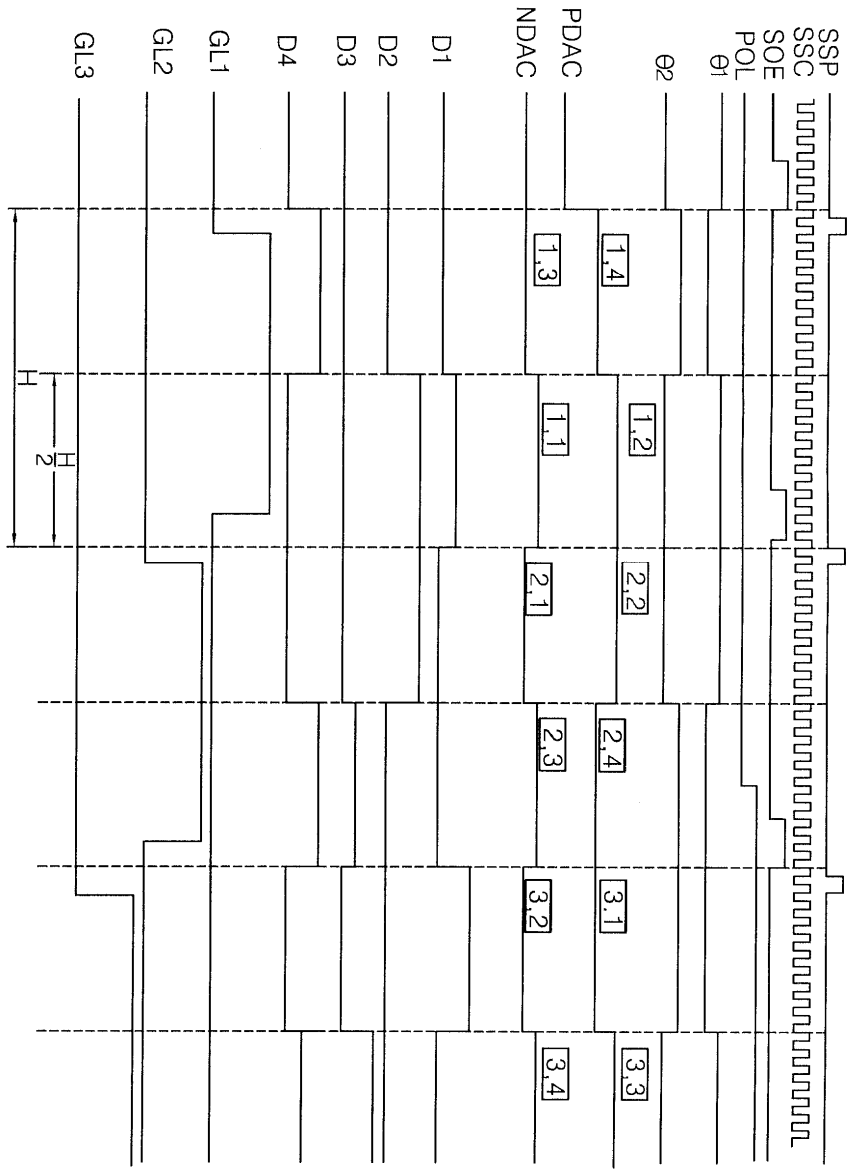 SSP
SSC
SOE
POL
θ1
θ2
PDAC
NDAC
D1
D2
D3
D4
GL1
GL2
GL3
1,4
1,2
2,2
2,4
3.1
3,3
1,3
1,1
2,1
2,3
3,2
3,4
H
2
H